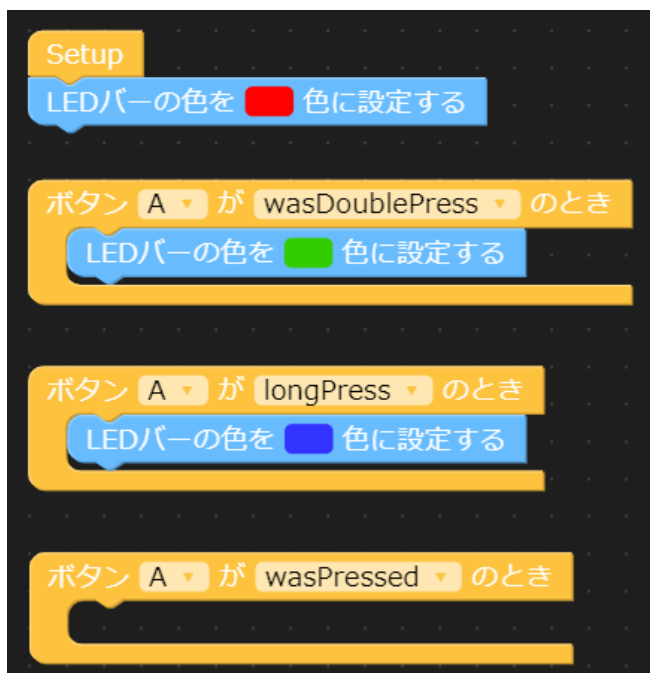 Setup
LEDバーの色を 色に設定する
ボタン A が wasDoublePress のとき
LEDバーの色を 色に設定する
ボタン A が longPress のとき
LEDバーの色を 色に設定する
ボタン A が wasPressed のとき